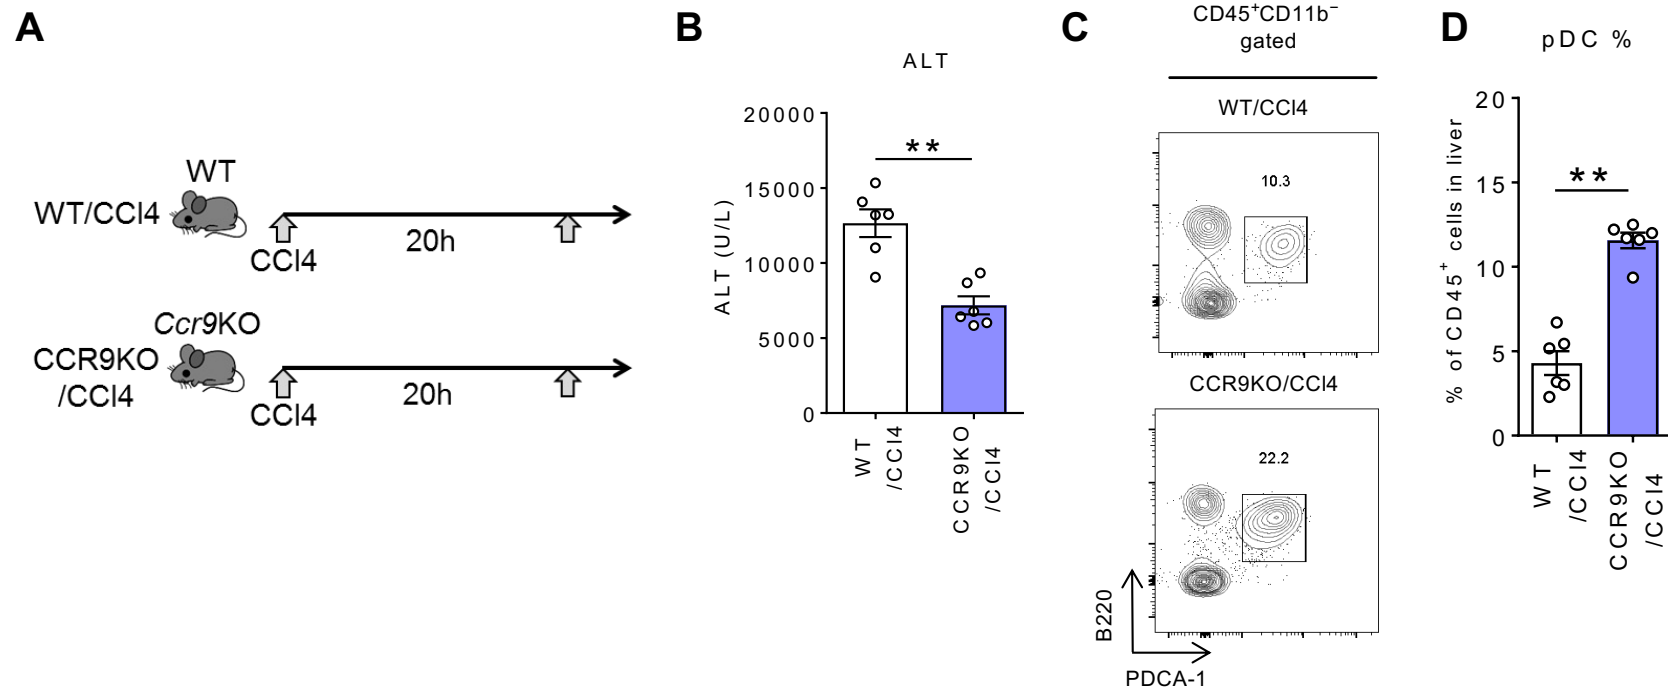 A
WT
WT/CCl4
CCl4
20h
Ccr9KO
CCR9KO
/CCl4
CCl4
20h
B
ALT
ALT (U/L)
20000
15000
10000
5000
0
**
WT
/CCl4
CCR9KO
/CCl4
C
CD45⁺CD11b⁻
gated
WT/CCl4
10.3
CCR9KO/CCl4
22.2
B220
PDCA-1
D
pDC %
% of CD45⁺ cells in liver
20
15
10
5
0
**
WT
/CCl4
CCR9KO
/CCl4